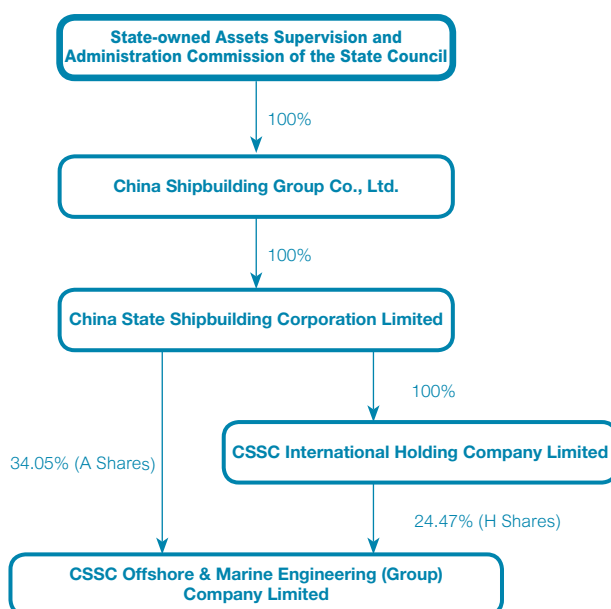 State-owned Assets Supervision and
Administration Commission of the State Council
100%
China Shipbuilding Group Co., Ltd.
100%
China State Shipbuilding Corporation Limited
100%
CSSC International Holding Company Limited
34.05% (A Shares)
24.47% (H Shares)
CSSC Offshore & Marine Engineering (Group)
Company Limited